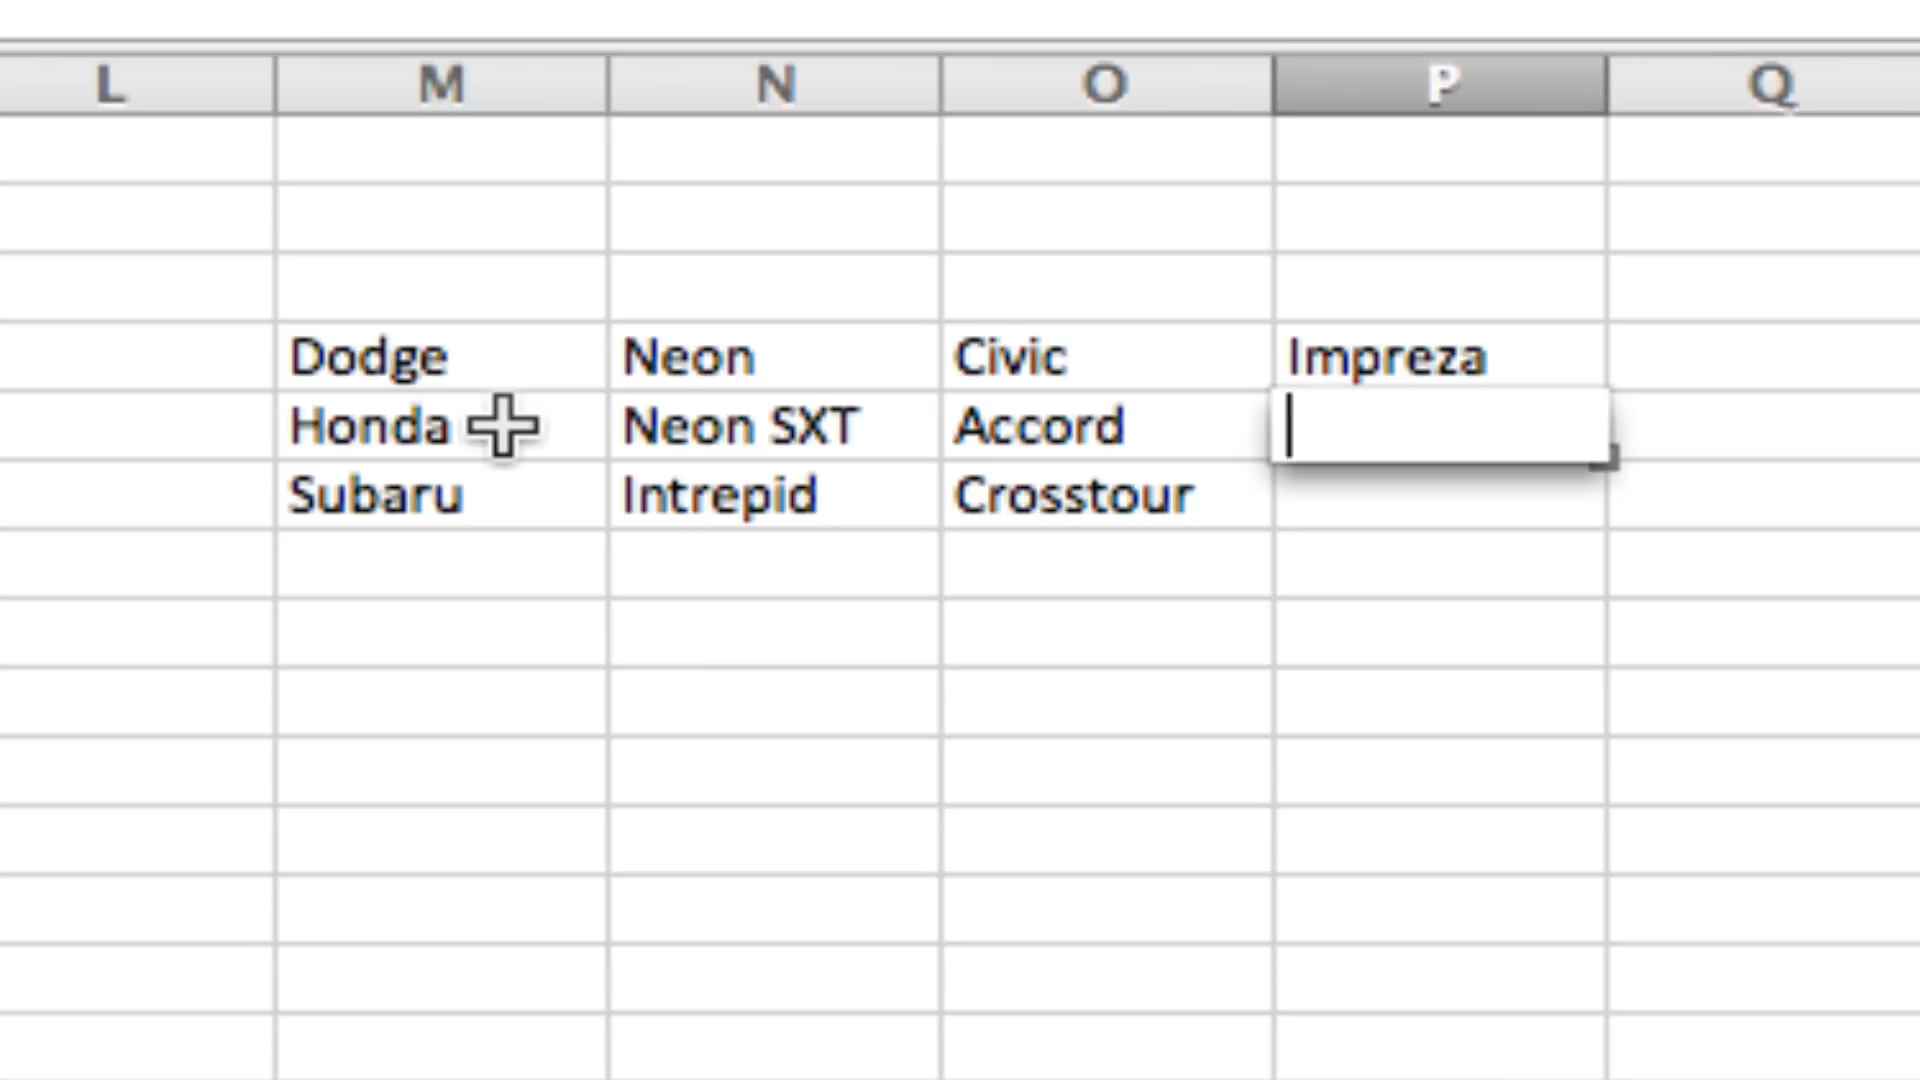 L M N O P Q
Dodge Neon Civic Impreza
Honda Neon SXT Accord
Subaru Intrepid Crosstour